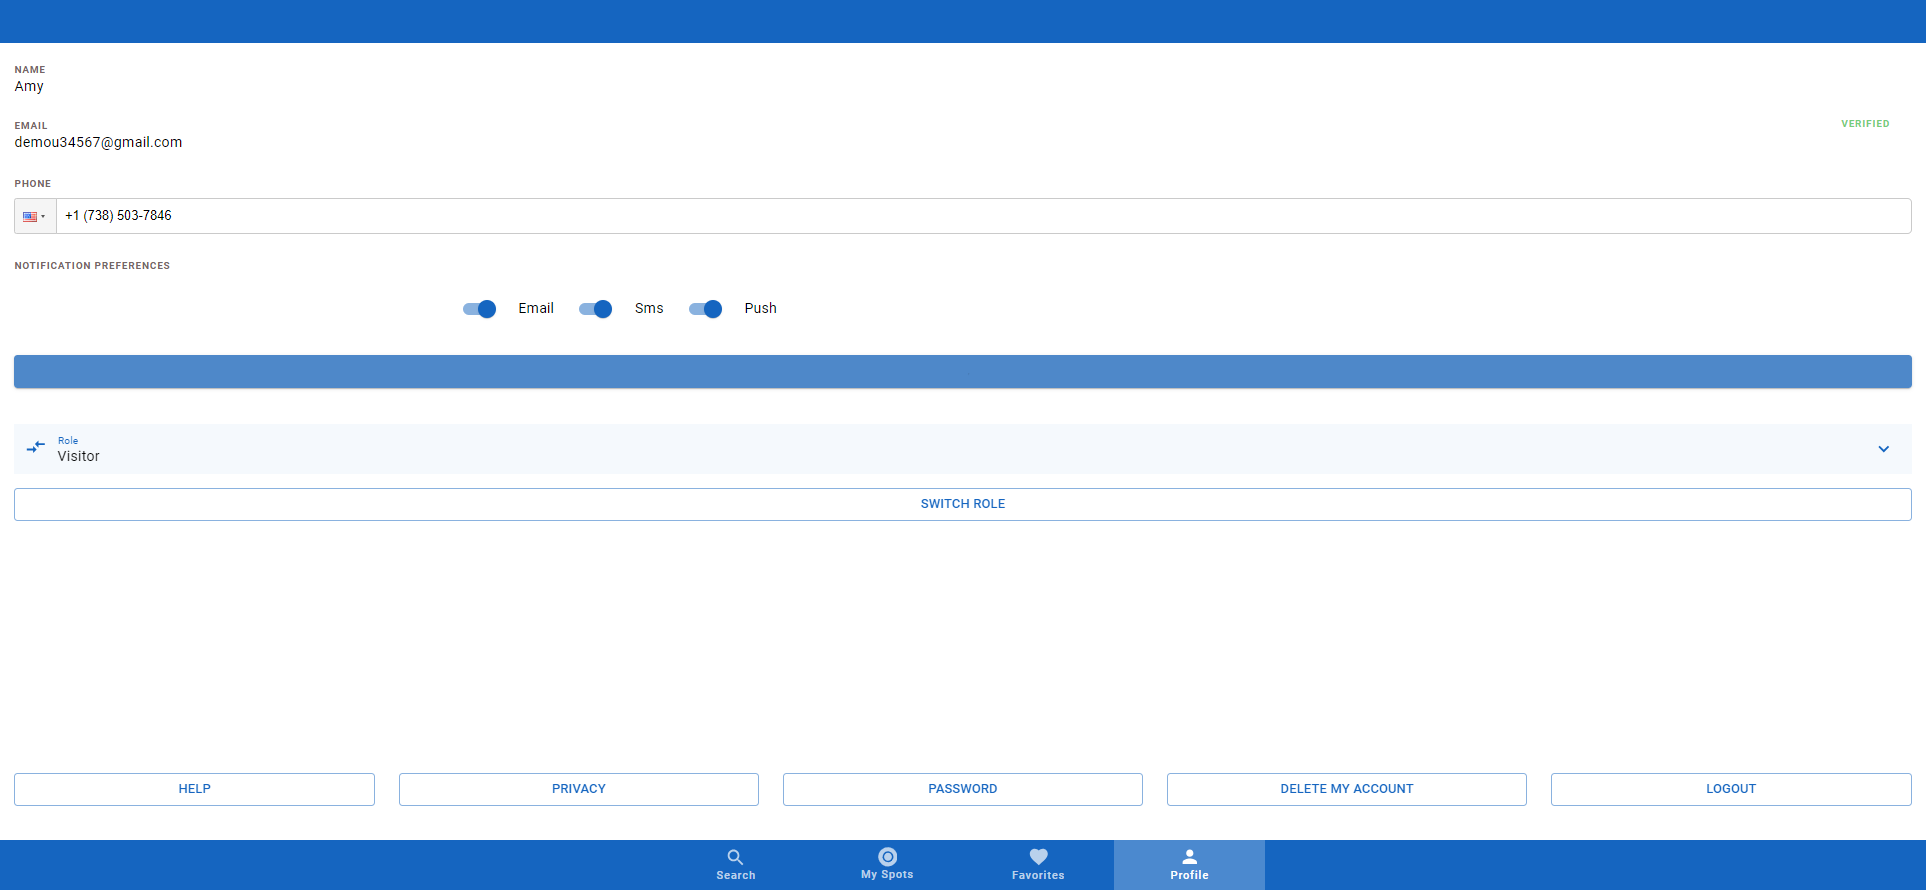 NAME
Amy
EMAIL
VERIFIED
demou34567@gmail.com
PHONE
+1 (738) 503-7846
NOTIFICATION PREFERENCES
Email Sms Push
Role
Visitor
SWITCH ROLE
HELP PRIVACY PASSWORD DELETE MY ACCOUNT LOGOUT
Search My Spots Favorites Profile